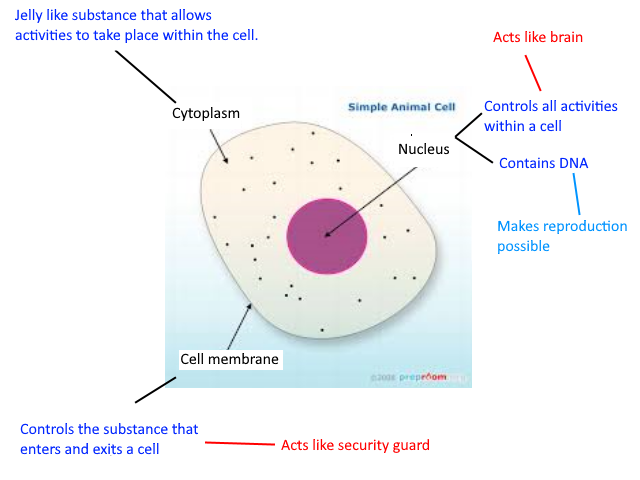 Jelly like substance that allows
activities to take place within the cell.
Acts like brain
Simple Animal Cell
Controls all activities
within a cell
Cytoplasm
Nucleus
Contains DNA
Makes reproduction
possible
Cell membrane
preproom
Controls the substance that
enters and exits a cell
Acts like security guard